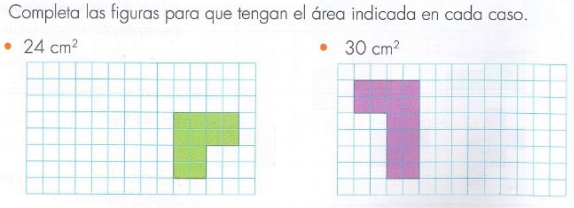 Completa las figuras para que tengan el área indicada en cada caso.
24 cm²
30 cm²